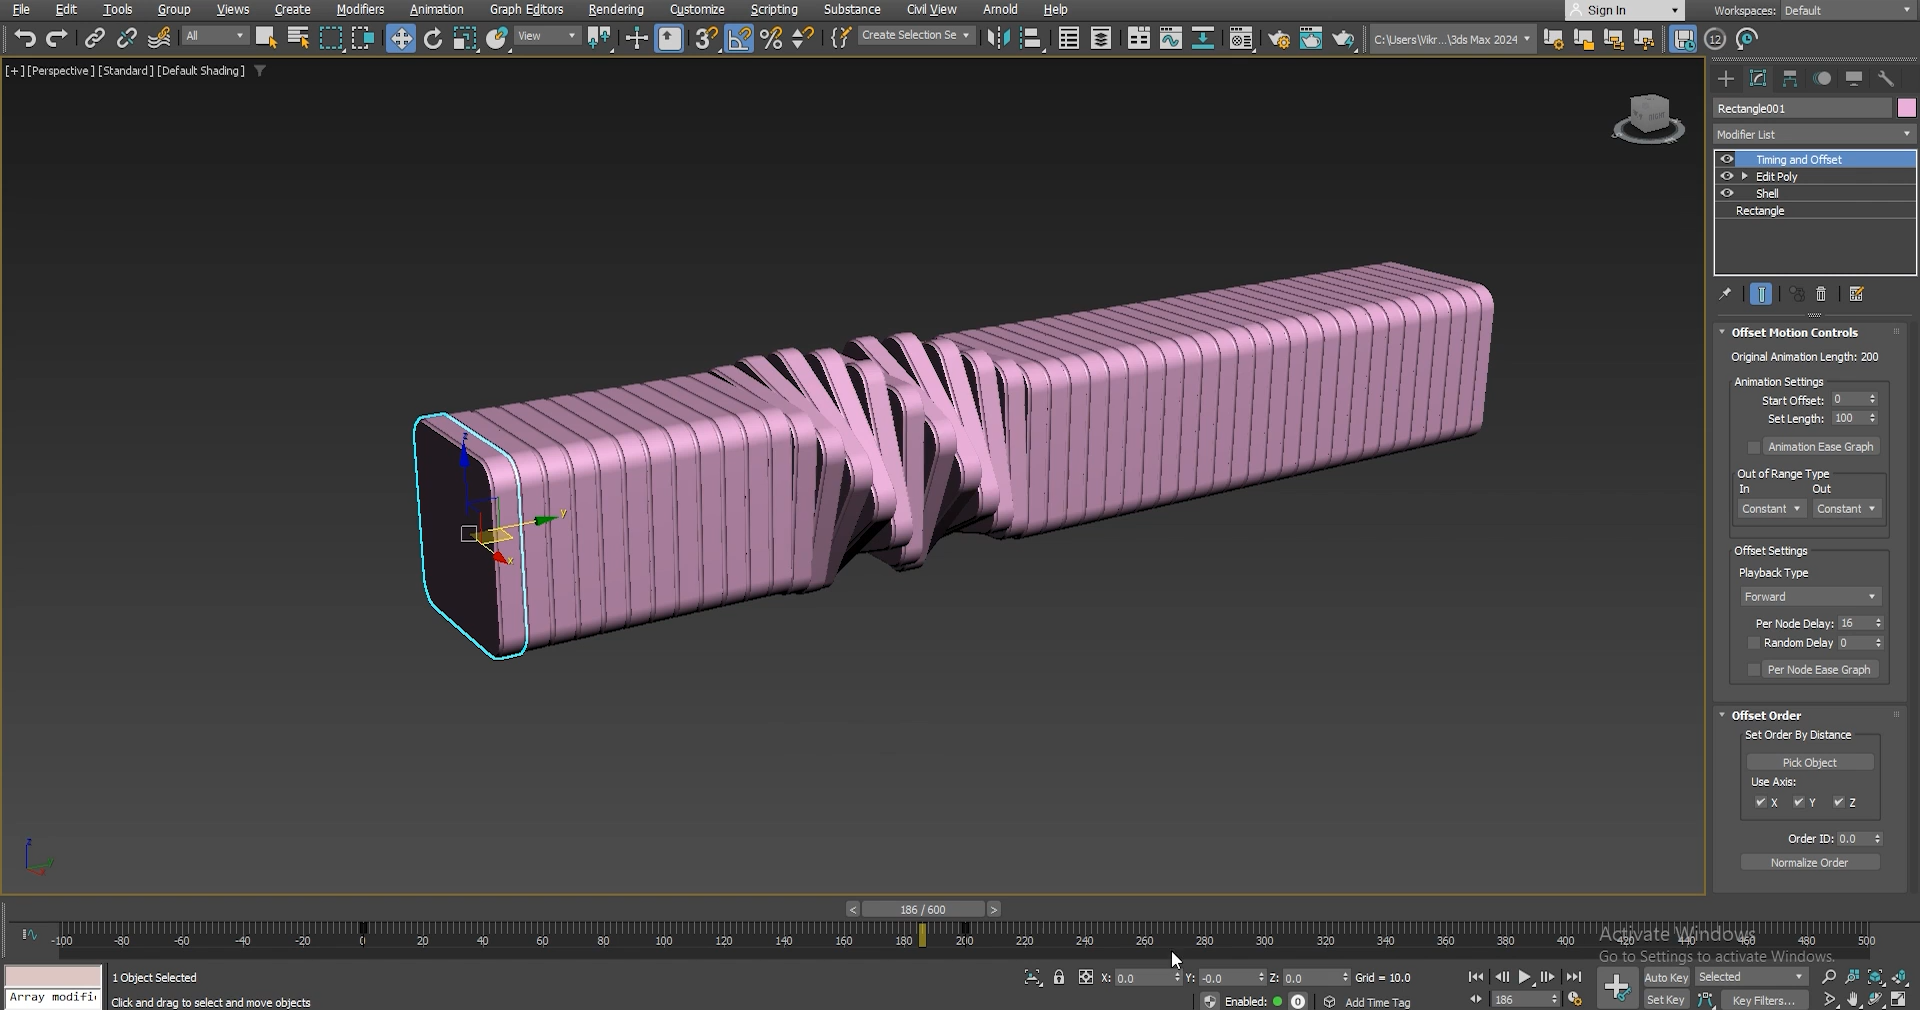 File Edit Tools Group Views Create Modifiers Animation Graph Editors Rendering Customize Scripting Substance Civil View Arnold Help
Sign In Workspaces: Default
All View Create Selection Se C:\Users\Vikr...\3ds Max 2024
[+] [Perspective] [Standard] [Default Shading]
RIGHT
Rectangle001
Modifier List
Timing and Offset
Edit Poly
Shell
Rectangle
Offset Motion Controls
Original Animation Length: 200
Animation Settings
Start Offset: 0
Set Length: 100
Animation Ease Graph
Out of Range Type
In Out
Constant Constant
Offset Settings
Playback Type
Forward
Per Node Delay: 16
Random Delay 0
Per Node Ease Graph
Offset Order
Set Order By Distance
Pick Object
Use Axis:
X Y Z
Order ID: 0.0
Normalize Order
z
y
x
z
< 186 / 600 >
-100 -80 -60 -40 -20 0 20 40 60 80 100 120 140 160 180 200 220 240 260 280 300 320 340 360 380 400 420 440 460 480 500
Activate Windows
Go to Settings to activate Windows.
1 Object Selected X: 0.0 Y: -0.0 Z: 0.0 Grid = 10.0 Auto Key Selected
Array modifi Click and drag to select and move objects Enabled: 0 Add Time Tag 186 Set Key Key Filters...